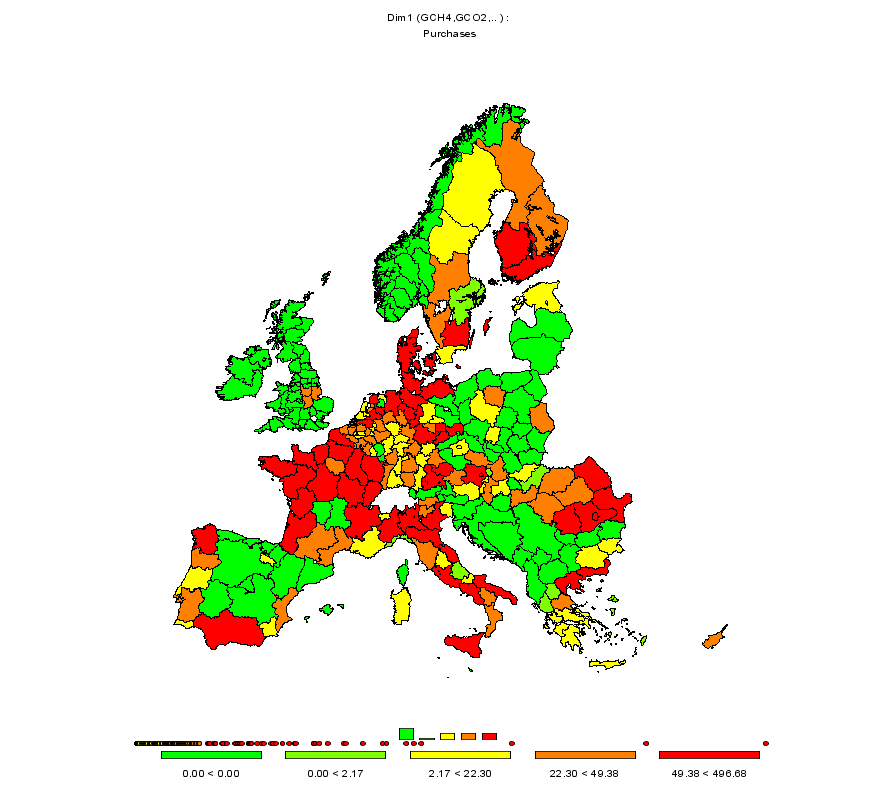 Dim1 (GCH4,GCO2,.. ) :
Purchases
0.00 < 0.00
0.00 < 2.17
2.17 < 22.30
22.30 < 49.38
49.38 < 496.68